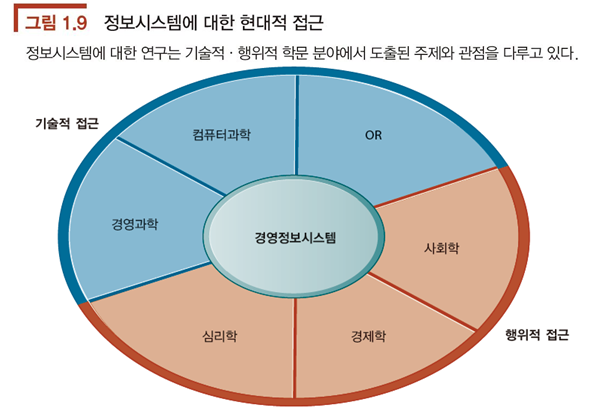 그림 1.9 정보시스템에 대한 현대적 접근
정보시스템에 대한 연구는 기술적·행위적 학문 분야에서 도출된 주제와 관점을 다루고 있다.
기술적 접근
컴퓨터과학
OR
경영과학
경영정보시스템
사회학
심리학
경제학
행위적 접근